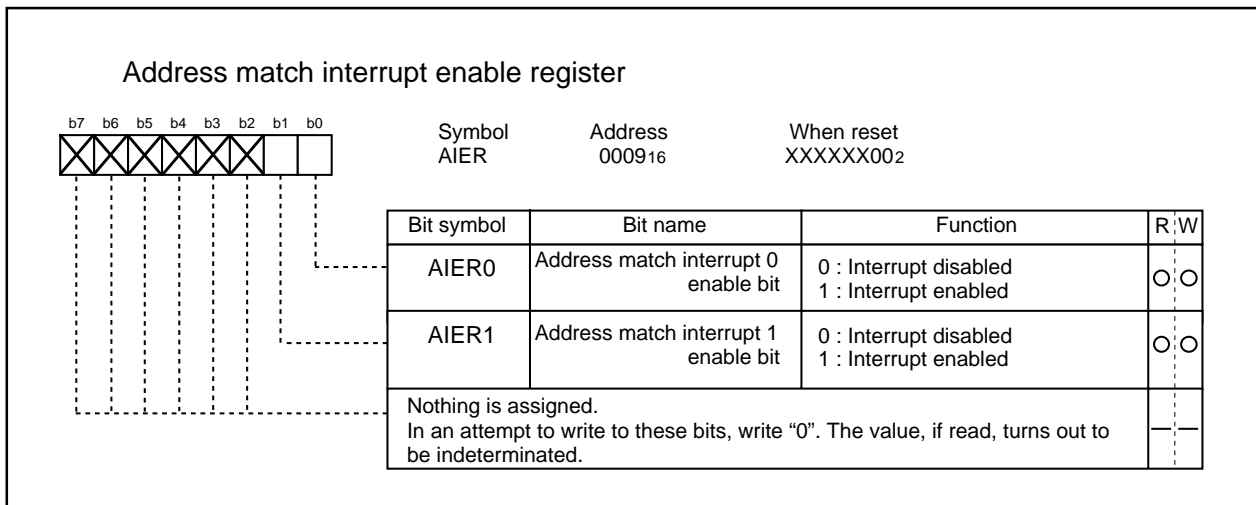 Address match interrupt enable register
b7 b6 b5 b4 b3 b2 b1 b0
Symbol Address When reset
AIER 000916 XXXXXX002
Bit symbol Bit name Function R W
AIER0 Address match interrupt 0 enable bit 0 : Interrupt disabled
1 : Interrupt enabled
AIER1 Address match interrupt 1 enable bit 0 : Interrupt disabled
1 : Interrupt enabled
Nothing is assigned.
In an attempt to write to these bits, write “0”. The value, if read, turns out to
be indeterminated.